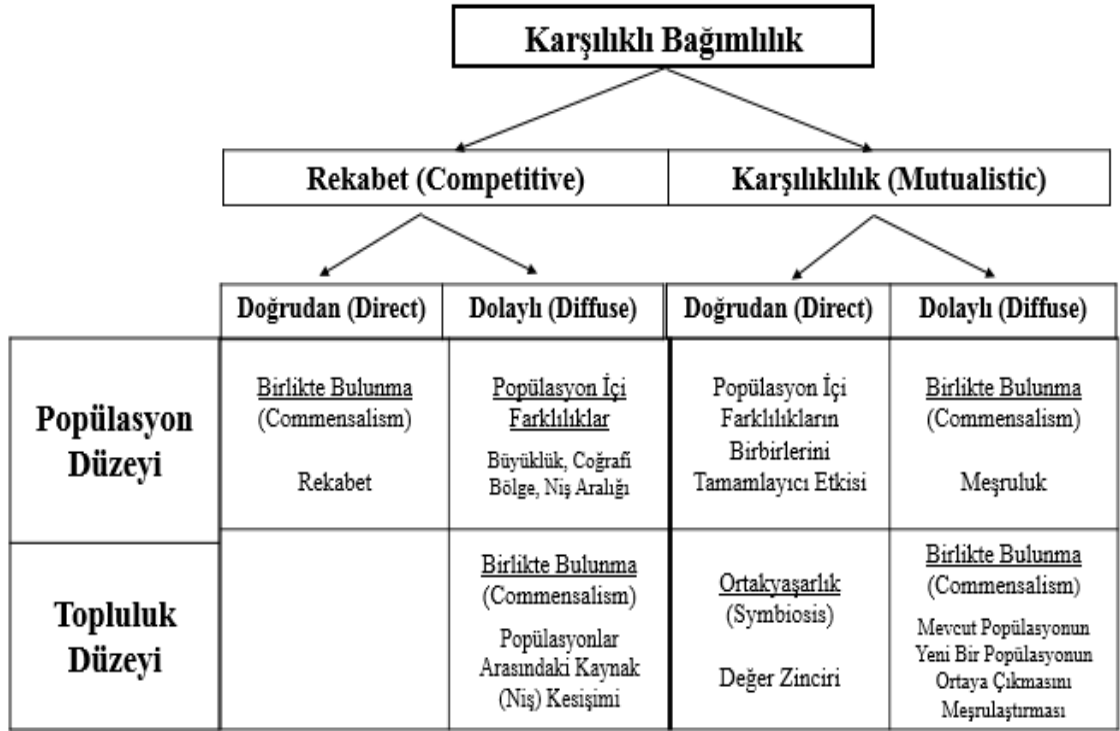 Karşılıklı Bağımlılık
Rekabet (Competitive)
Karşılıklılık (Mutualistic)
Doğrudan (Direct)
Dolaylı (Diffuse)
Doğrudan (Direct)
Dolaylı (Diffuse)
Popülasyon
Düzeyi
Birlikte Bulunma
(Commensalism)
Rekabet
Popülasyon İçi
Farklılıklar
Büyüklük, Coğrafi
Bölge, Niş Aralığı
Popülasyon İçi
Farklılıkların
Birbirlerini
Tamamlayıcı Etkisi
Birlikte Bulunma
(Commensalism)
Meşruluk
Topluluk
Düzeyi
Birlikte Bulunma
(Commensalism)
Popülasyonlar
Arasındaki Kaynak
(Niş) Kesişimi
Ortakyaşarlık
(Symbiosis)
Değer Zinciri
Birlikte Bulunma
(Commensalism)
Mevcut Popülasyonun
Yeni Bir Popülasyonun
Ortaya Çıkmasını
Meşrulaştırması